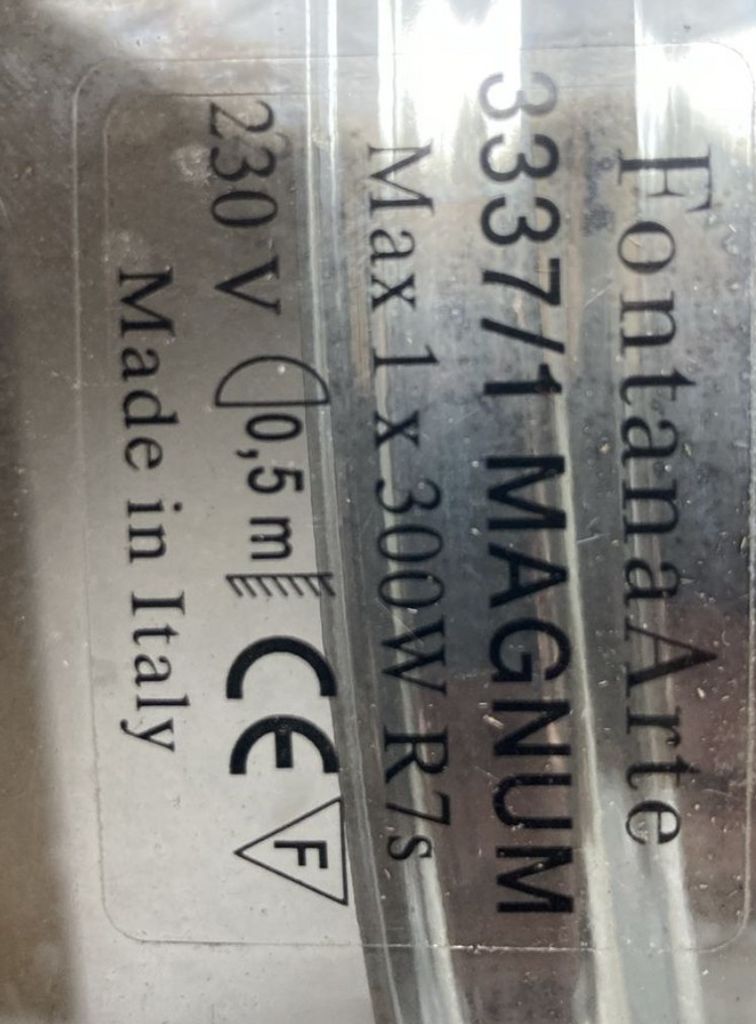 FontanaArte
3337/1 MAGNUM
Max 1 x 300W R7s
230 V 0,5 m CE F
Made in Italy